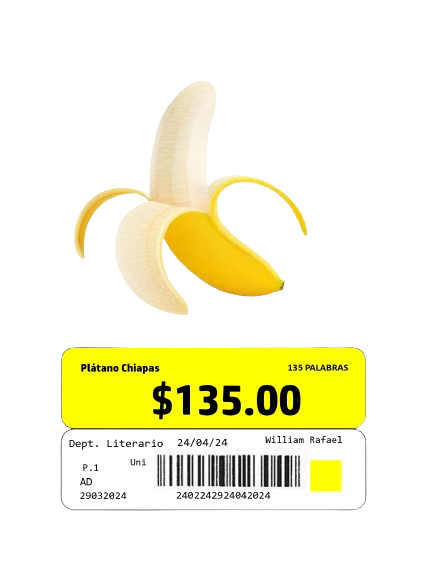 Plátano Chiapas 135 PALABRAS
$135.00
Dept. Literario 24/04/24 William Rafael
P.1 Uni
AD
29032024 2402242924042024